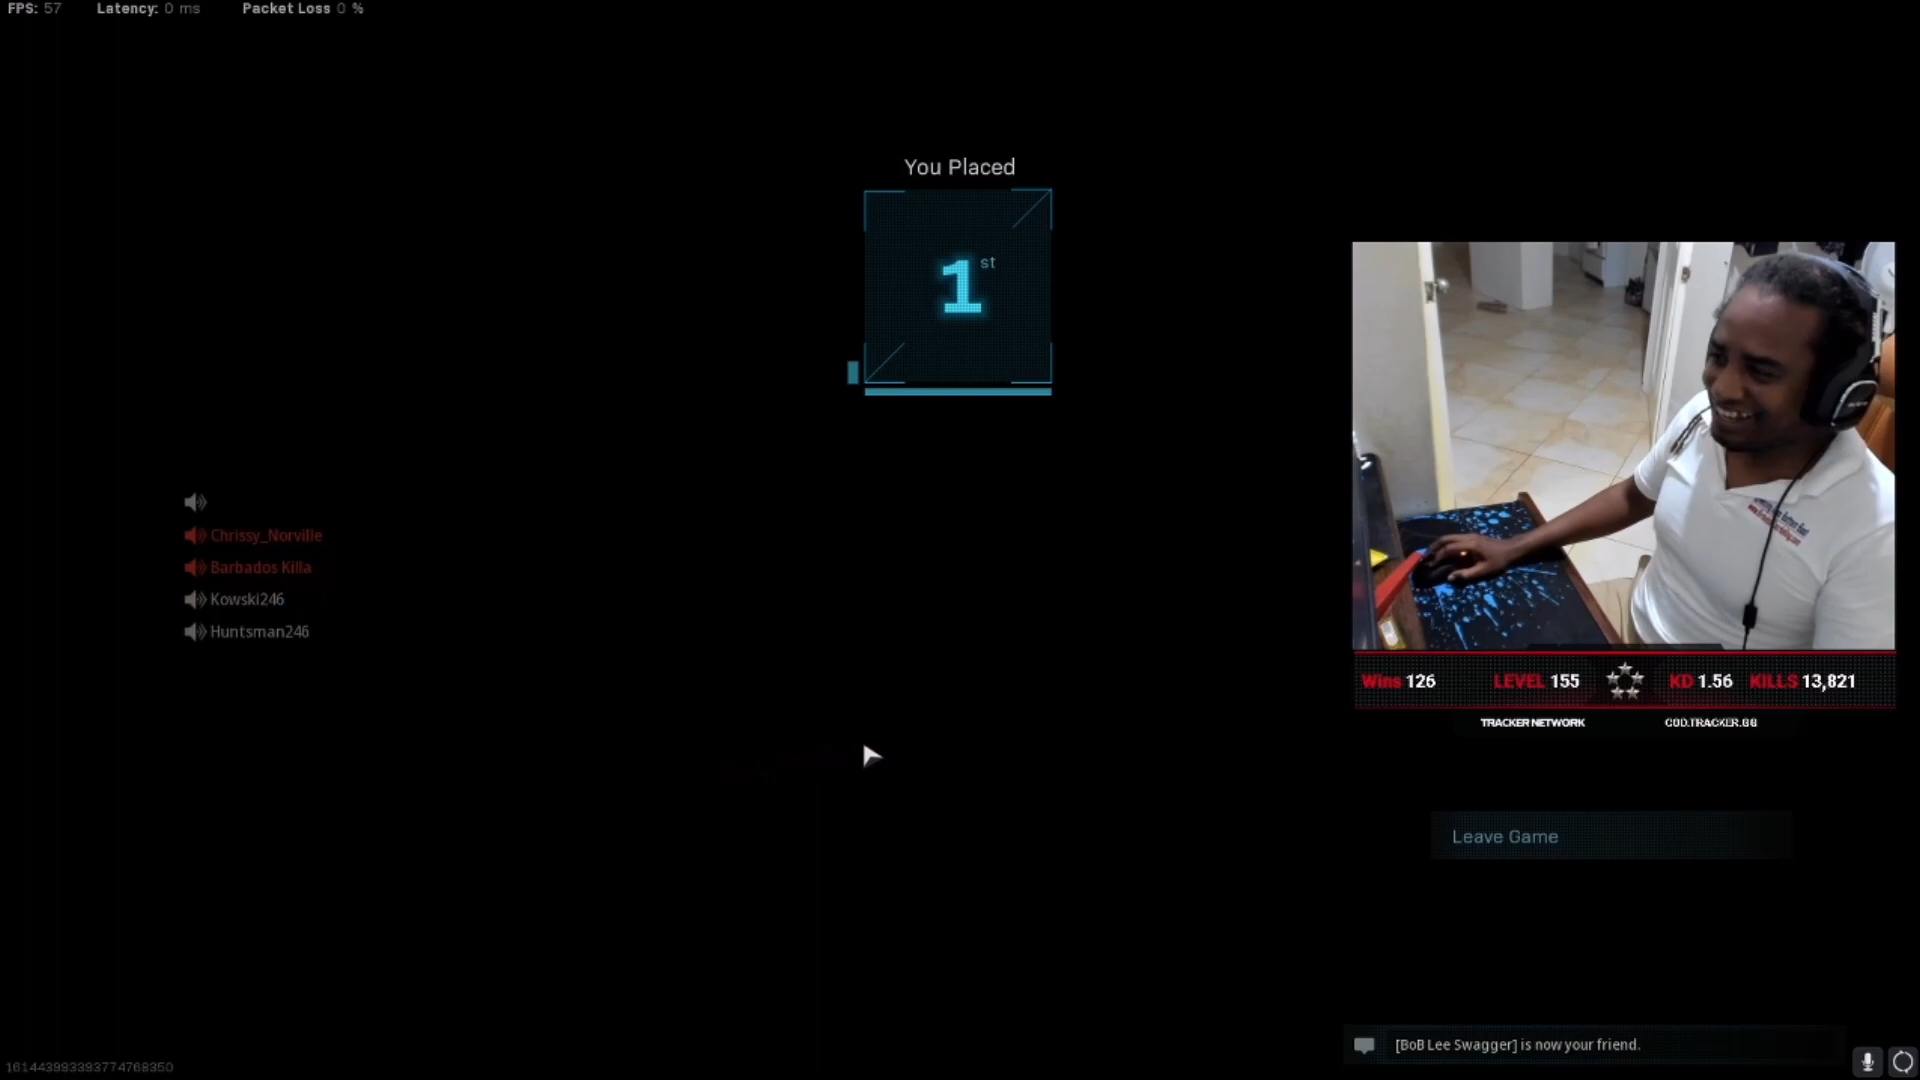 FPS: 57 Latency: 0 ms Packet Loss 0 %
You Placed
1st
Chrissy_Norville
Barbados Killa
Kowski246
Huntsman246
Wins 126 LEVEL 155 KD 1.56 KILLS 13,821
TRACKER NETWORK COD.TRACKER.GG
Leave Game
[BoB Lee Swagger] is now your friend.